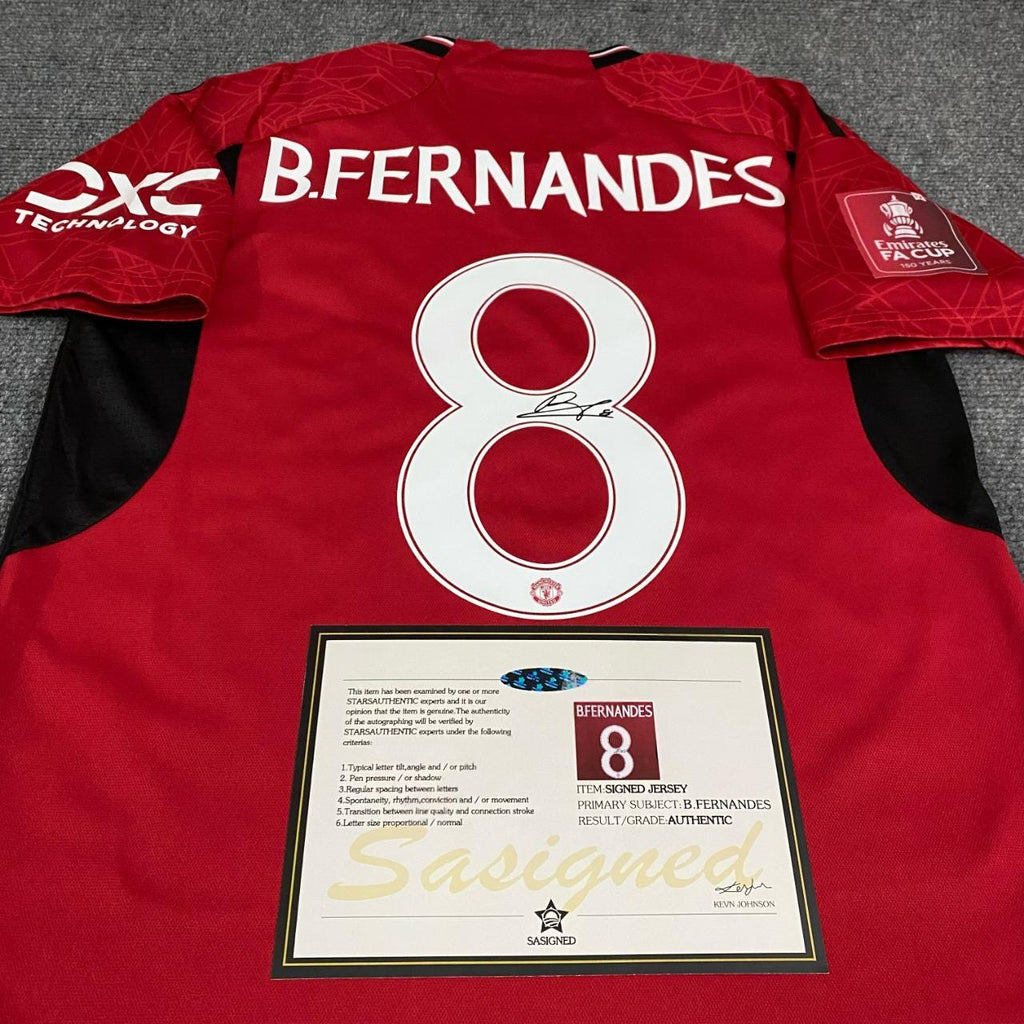 B.FERNANDES
DXC
TECHNOLOGY
Emirates
FA CUP
150 YEARS
8
This item has been examined by one or more
STARSAUTHENTIC experts and it is our
opinion that the item is genuine.The authenticity
of the autographing will be verified by
STARSAUTHENTIC experts under the following
criterias:
1.Typical letter tilt,angle and / or pitch
2. Pen pressure / or shadow
3.Regular spacing between letters
4.Spontaneity, rhythm,conviction and / or movement
5.Transition between line quality and connection stroke
6.Letter size proportional / normal
B.FERNANDES
8
ITEM:SIGNED JERSEY
PRIMARY SUBJECT: B.FERNANDES
RESULT/GRADE:AUTHENTIC
Sasigned
KEVN JOHNSON
SASIGNED